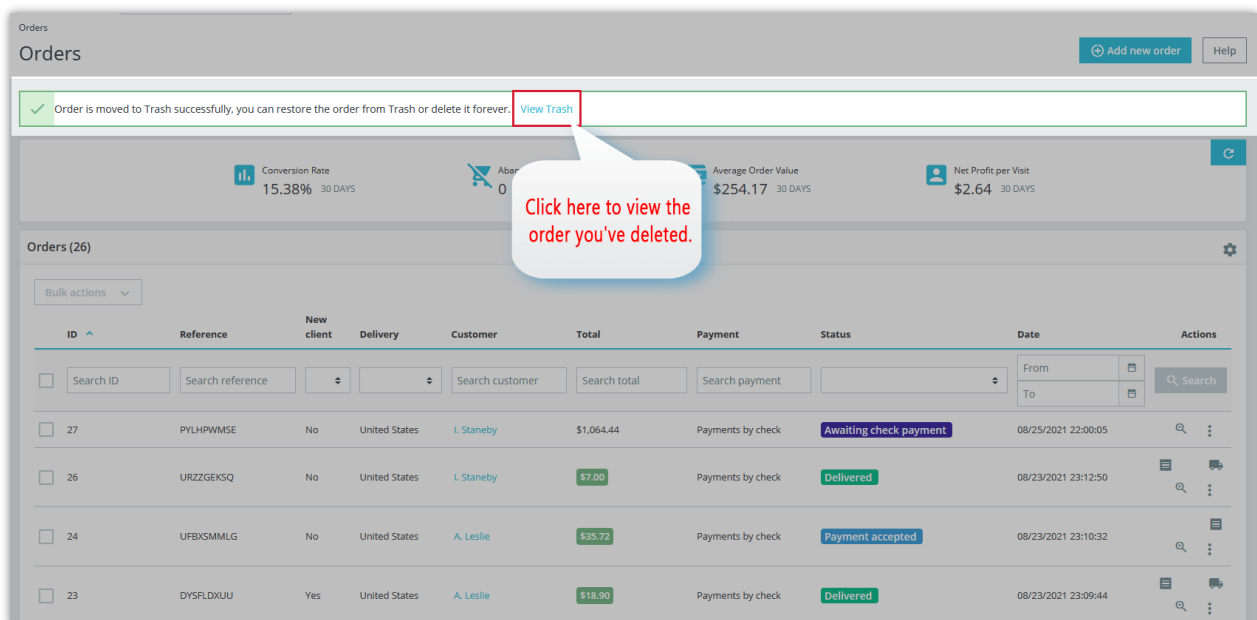 Orders
Orders
Add new order
Help
Order is moved to Trash successfully, you can restore the order from Trash or delete it forever. View Trash
Conversion Rate
15.38% 30 DAYS
0
Average Order Value
$254.17 30 DAYS
Net Profit per Visit
$2.64 30 DAYS
Click here to view the
order you've deleted.
Orders (26)
Bulk actions
ID Reference New client Delivery Customer Total Payment Status Date Actions
Search ID Search reference Search customer Search total Search payment From Search
To
27 PYLHPWMSE No United States I. Staneby $1,064.44 Payments by check Awaiting check payment 08/25/2021 22:00:05
26 URZZGEKSQ No United States I. Staneby $7.00 Payments by check Delivered 08/23/2021 23:12:50
24 UFBXSMMLG No United States A. Leslie $35.72 Payments by check Payment accepted 08/23/2021 23:10:32
23 DYSFLDXUU Yes United States A. Leslie $18.90 Payments by check Delivered 08/23/2021 23:09:44